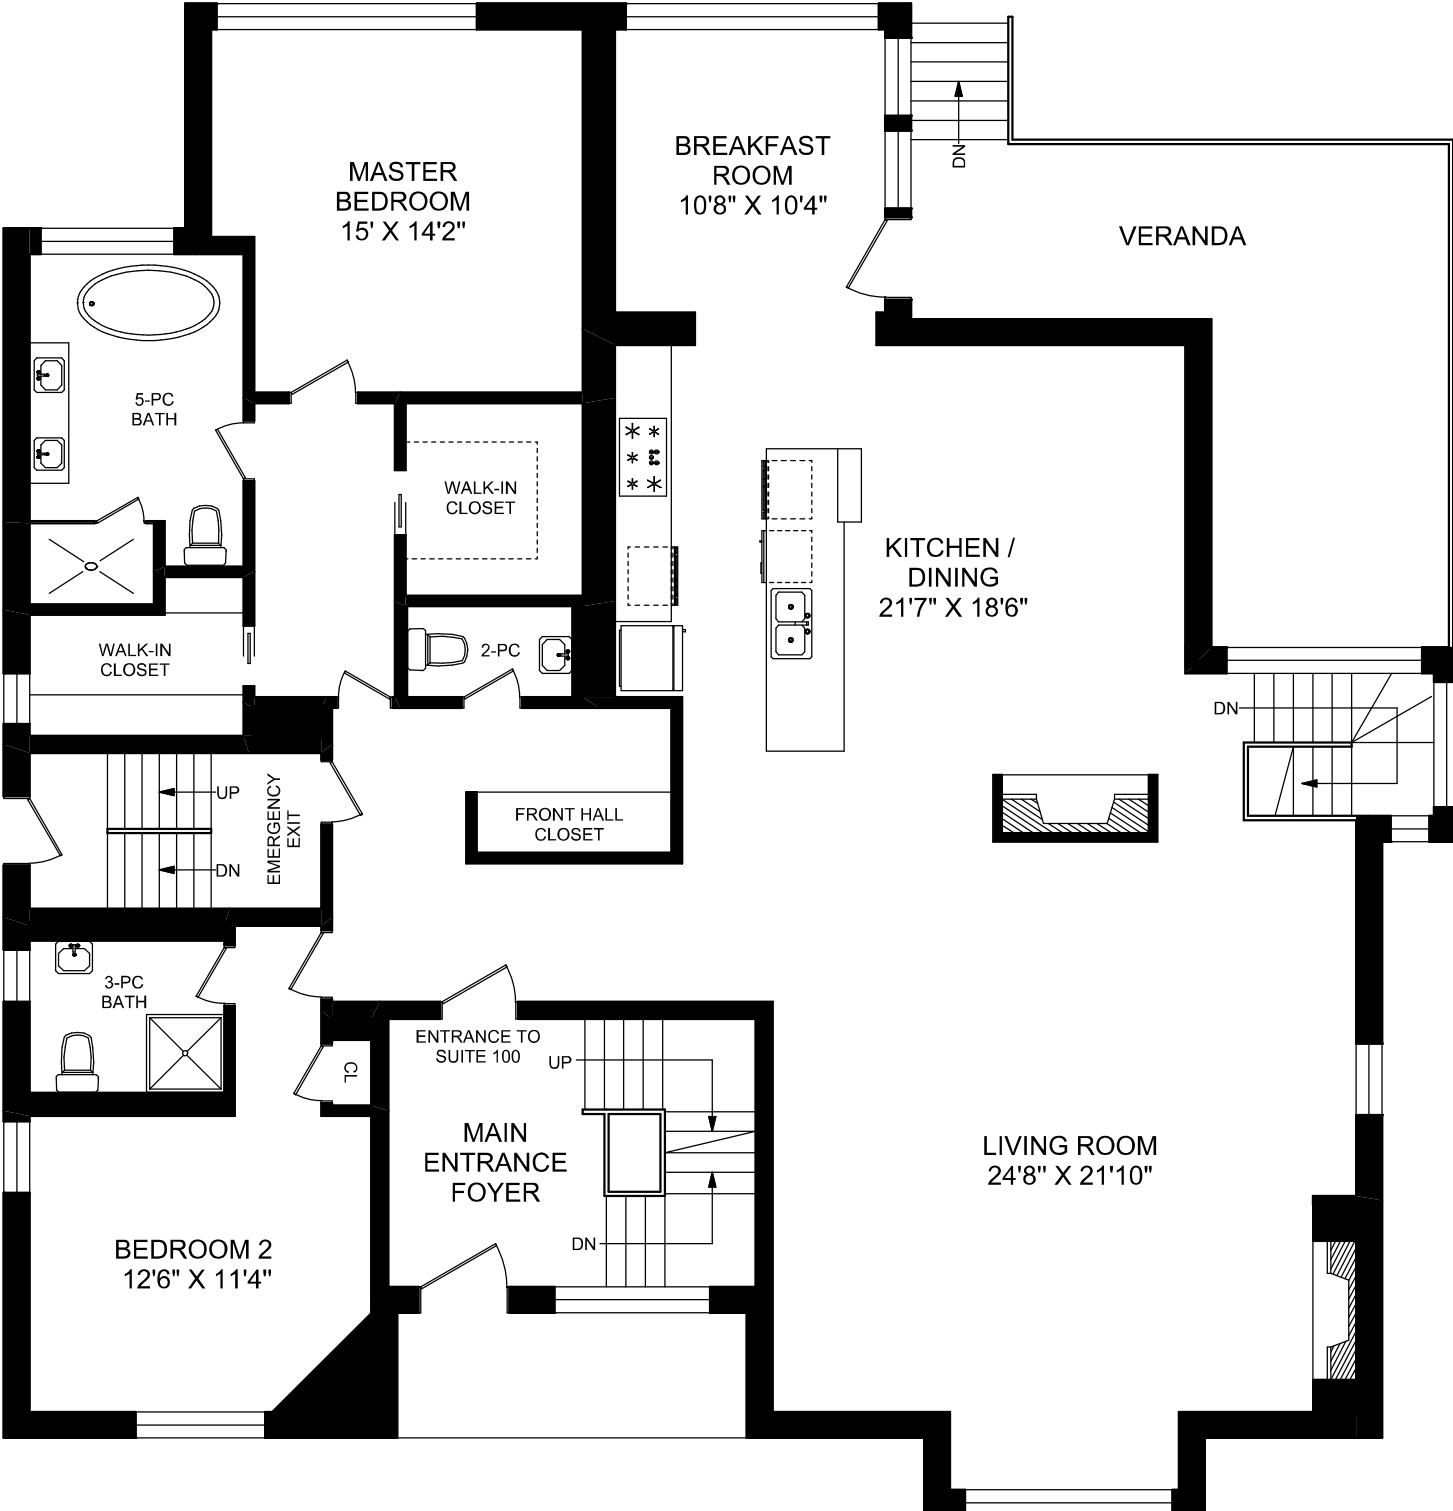 MASTER
BEDROOM
15' X 14'2"
BREAKFAST
ROOM
10'8" X 10'4"
DN
VERANDA
5-PC
BATH
WALK-IN
CLOSET
KITCHEN /
DINING
21'7" X 18'6"
WALK-IN
CLOSET
2-PC
DN
UP
DN
EMERGENCY
EXIT
FRONT HALL
CLOSET
3-PC
BATH
ENTRANCE TO
SUITE 100
UP
CL
MAIN
ENTRANCE
FOYER
DN
LIVING ROOM
24'8" X 21'10"
BEDROOM 2
12'6" X 11'4"